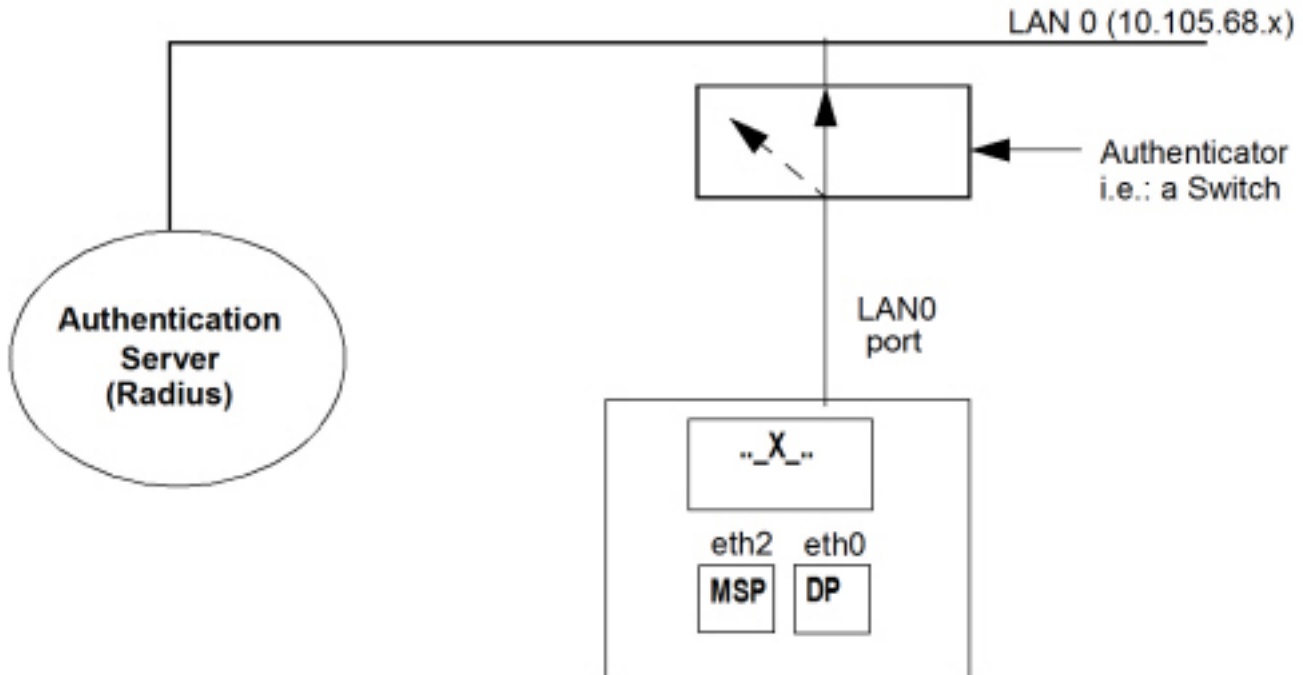 LAN 0 (10.105.68.x)
Authenticator
i.e.: a Switch
Authentication
Server
(Radius)
LAN0
port
.._X_..
eth2 eth0
MSP DP